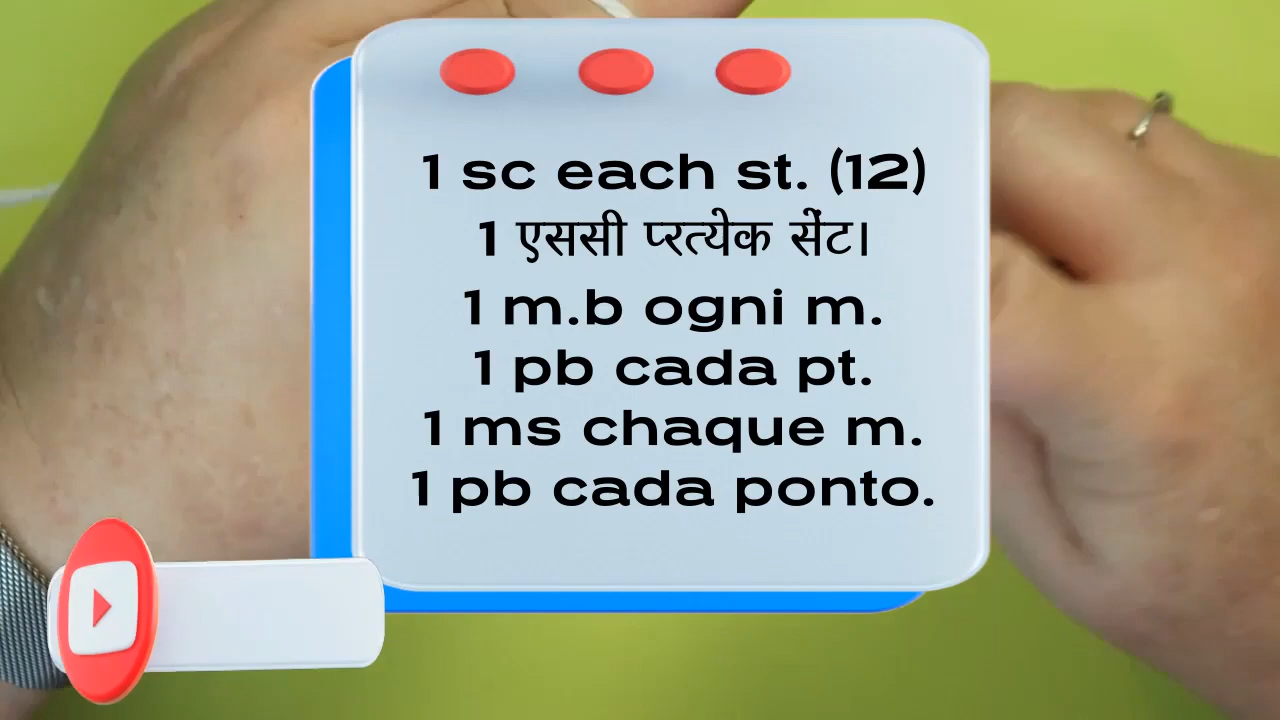 1 sc each st. (12)
1 एससी प्रत्येक सेंट।
1 m.b ogni m.
1 pb cada pt.
1 ms chaque m.
1 pb cada ponto.